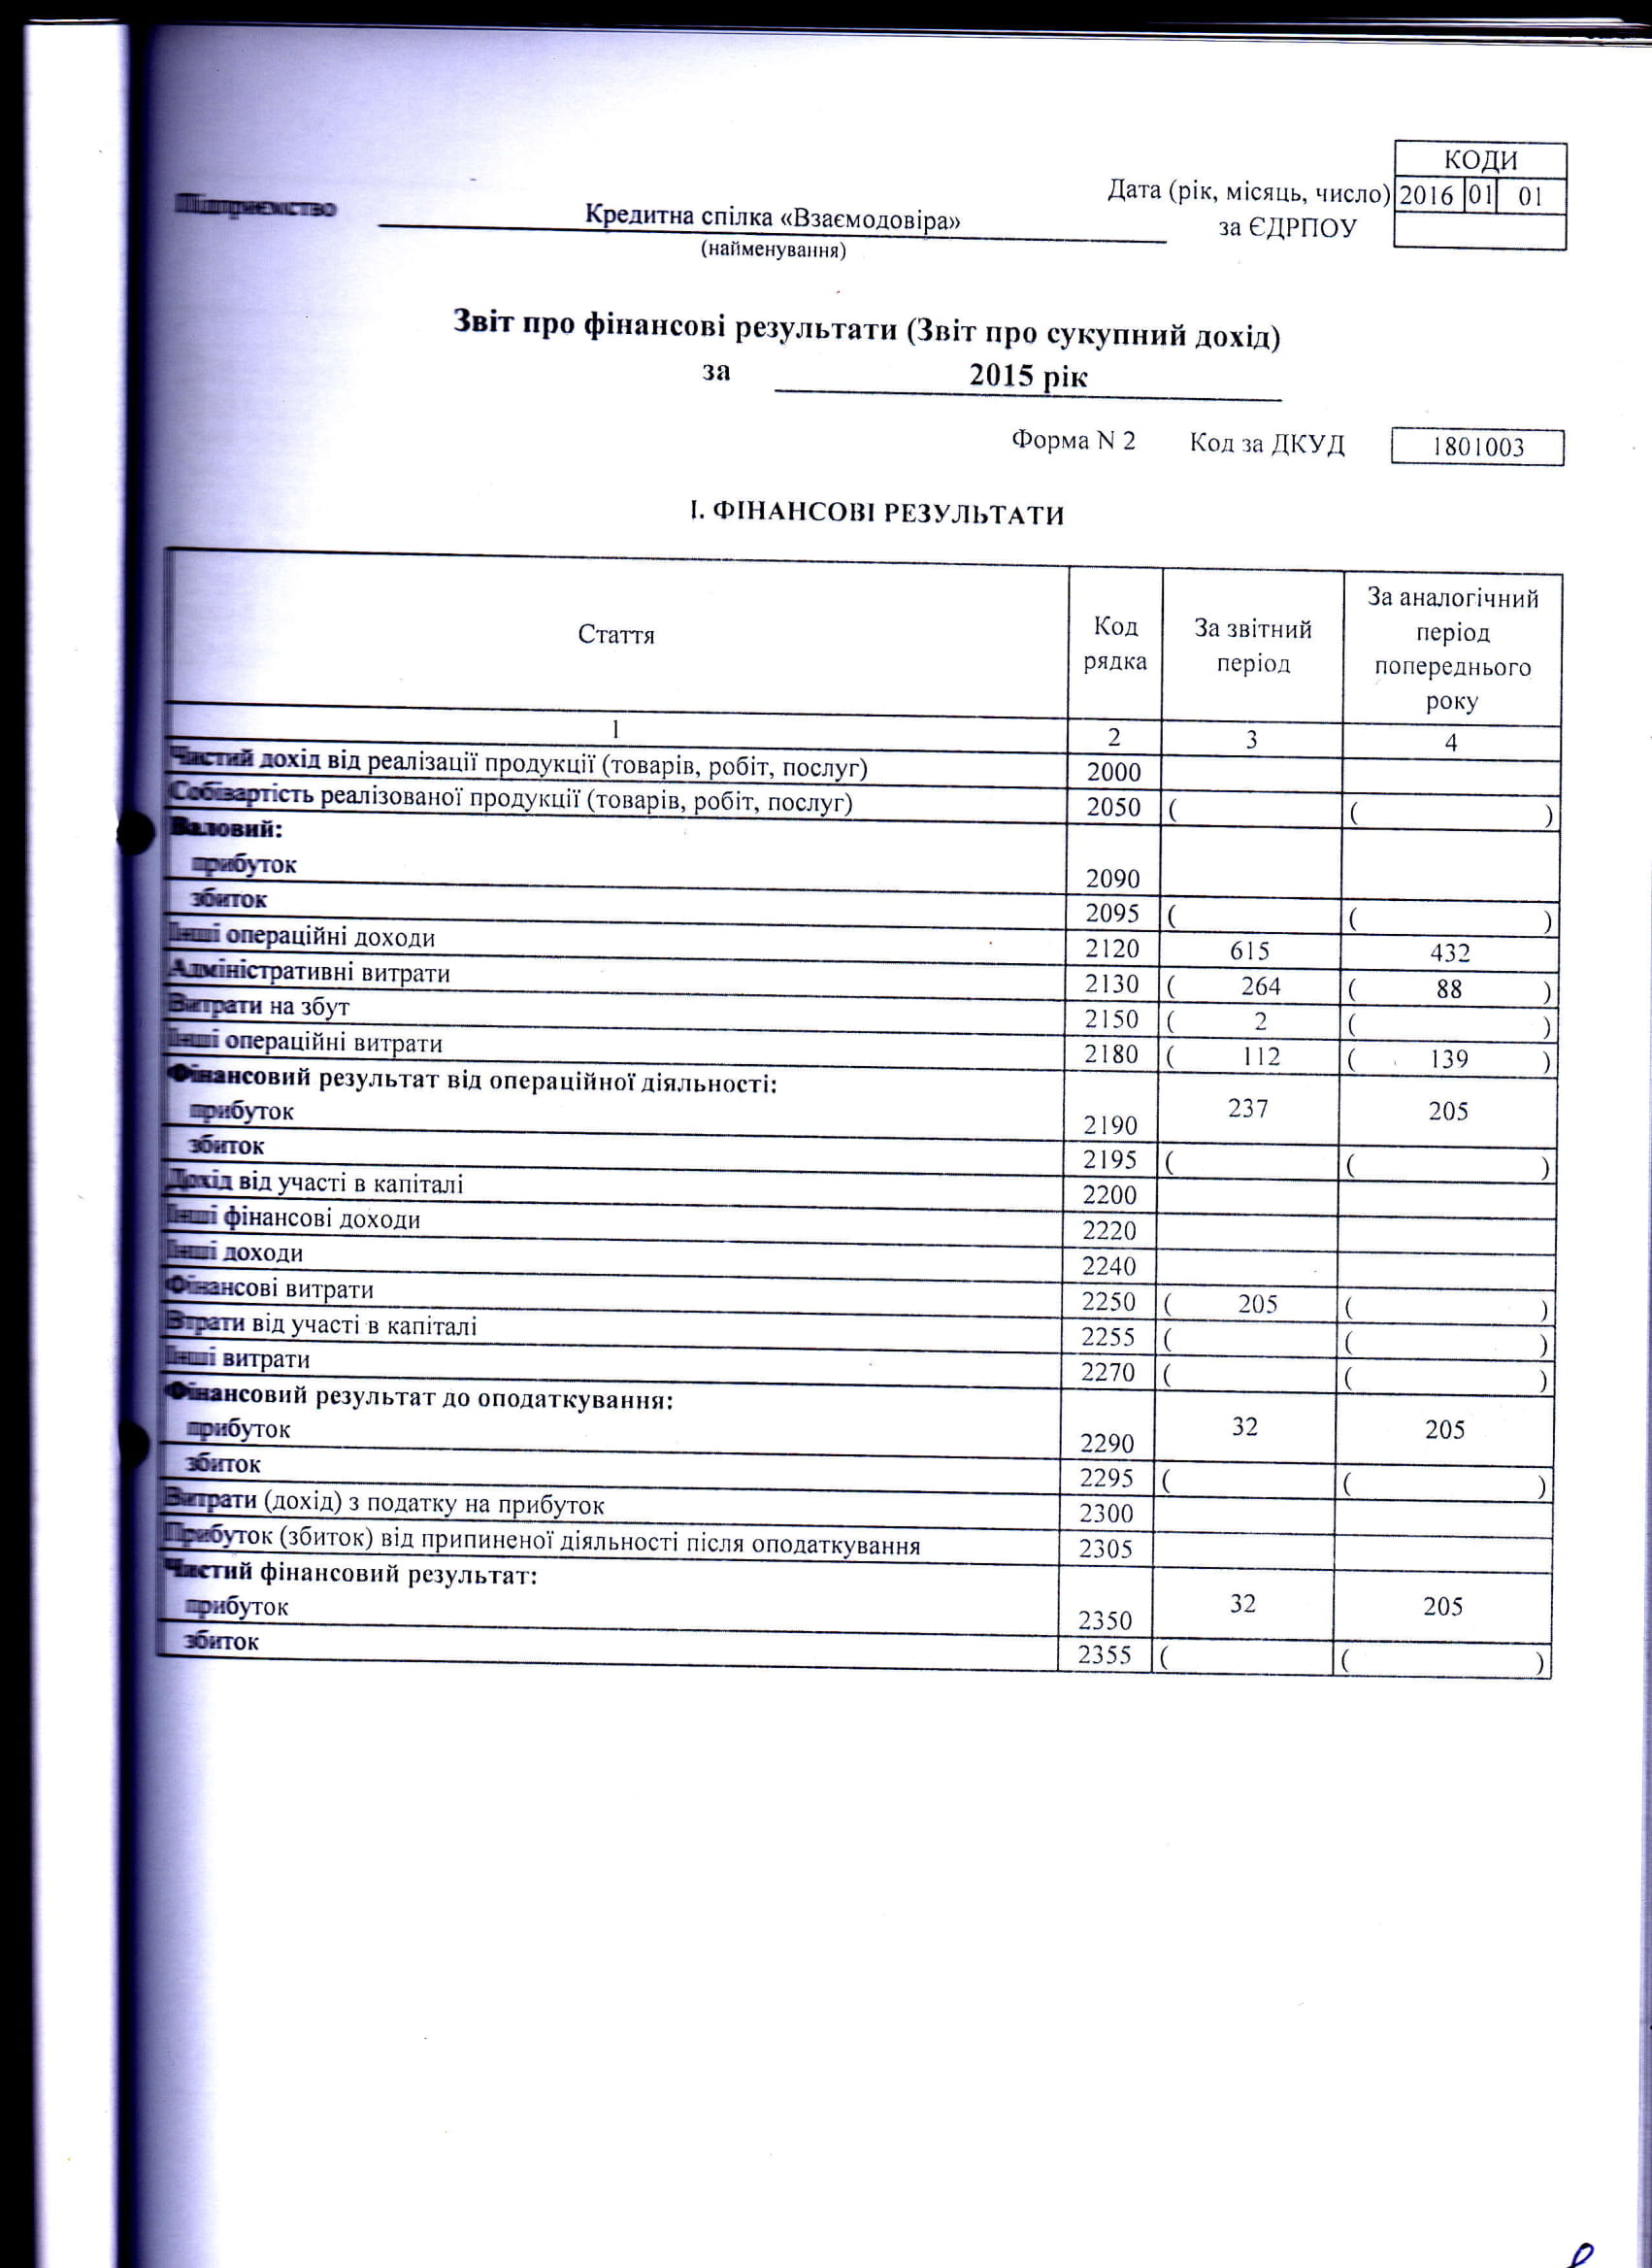 КОДИ
Дата (рік, місяць, число) 2016 01 01
Підприємство Кредитна спілка «Взаємодовіра» за ЄДРПОУ
(найменування)
Звіт про фінансові результати (Звіт про сукупний дохід)
за 2015 рік
Форма N 2 Код за ДКУД 1801003
І. ФІНАНСОВІ РЕЗУЛЬТАТИ
Стаття Код рядка За звітний період За аналогічний період попереднього року
1 2 3 4
Чистий дохід від реалізації продукції (товарів, робіт, послуг) 2000
Собівартість реалізованої продукції (товарів, робіт, послуг) 2050 ( ( )
Валовий:
прибуток 2090
збиток 2095 ( ( )
Інші операційні доходи 2120 615 432
Адміністративні витрати 2130 ( 264 ( 88 )
Витрати на збут 2150 ( 2 ( )
Інші операційні витрати 2180 ( 112 ( 139 )
Фінансовий результат від операційної діяльності:
прибуток 2190 237 205
збиток 2195 ( ( )
Дохід від участі в капіталі 2200
Інші фінансові доходи 2220
Інші доходи 2240
Фінансові витрати 2250 ( 205 ( )
Втрати від участі в капіталі 2255 ( ( )
Інші витрати 2270 ( ( )
Фінансовий результат до оподаткування:
прибуток 2290 32 205
збиток 2295 ( ( )
Витрати (дохід) з податку на прибуток 2300
Прибуток (збиток) від припиненої діяльності після оподаткування 2305
Чистий фінансовий результат:
прибуток 2350 32 205
збиток 2355 ( ( )